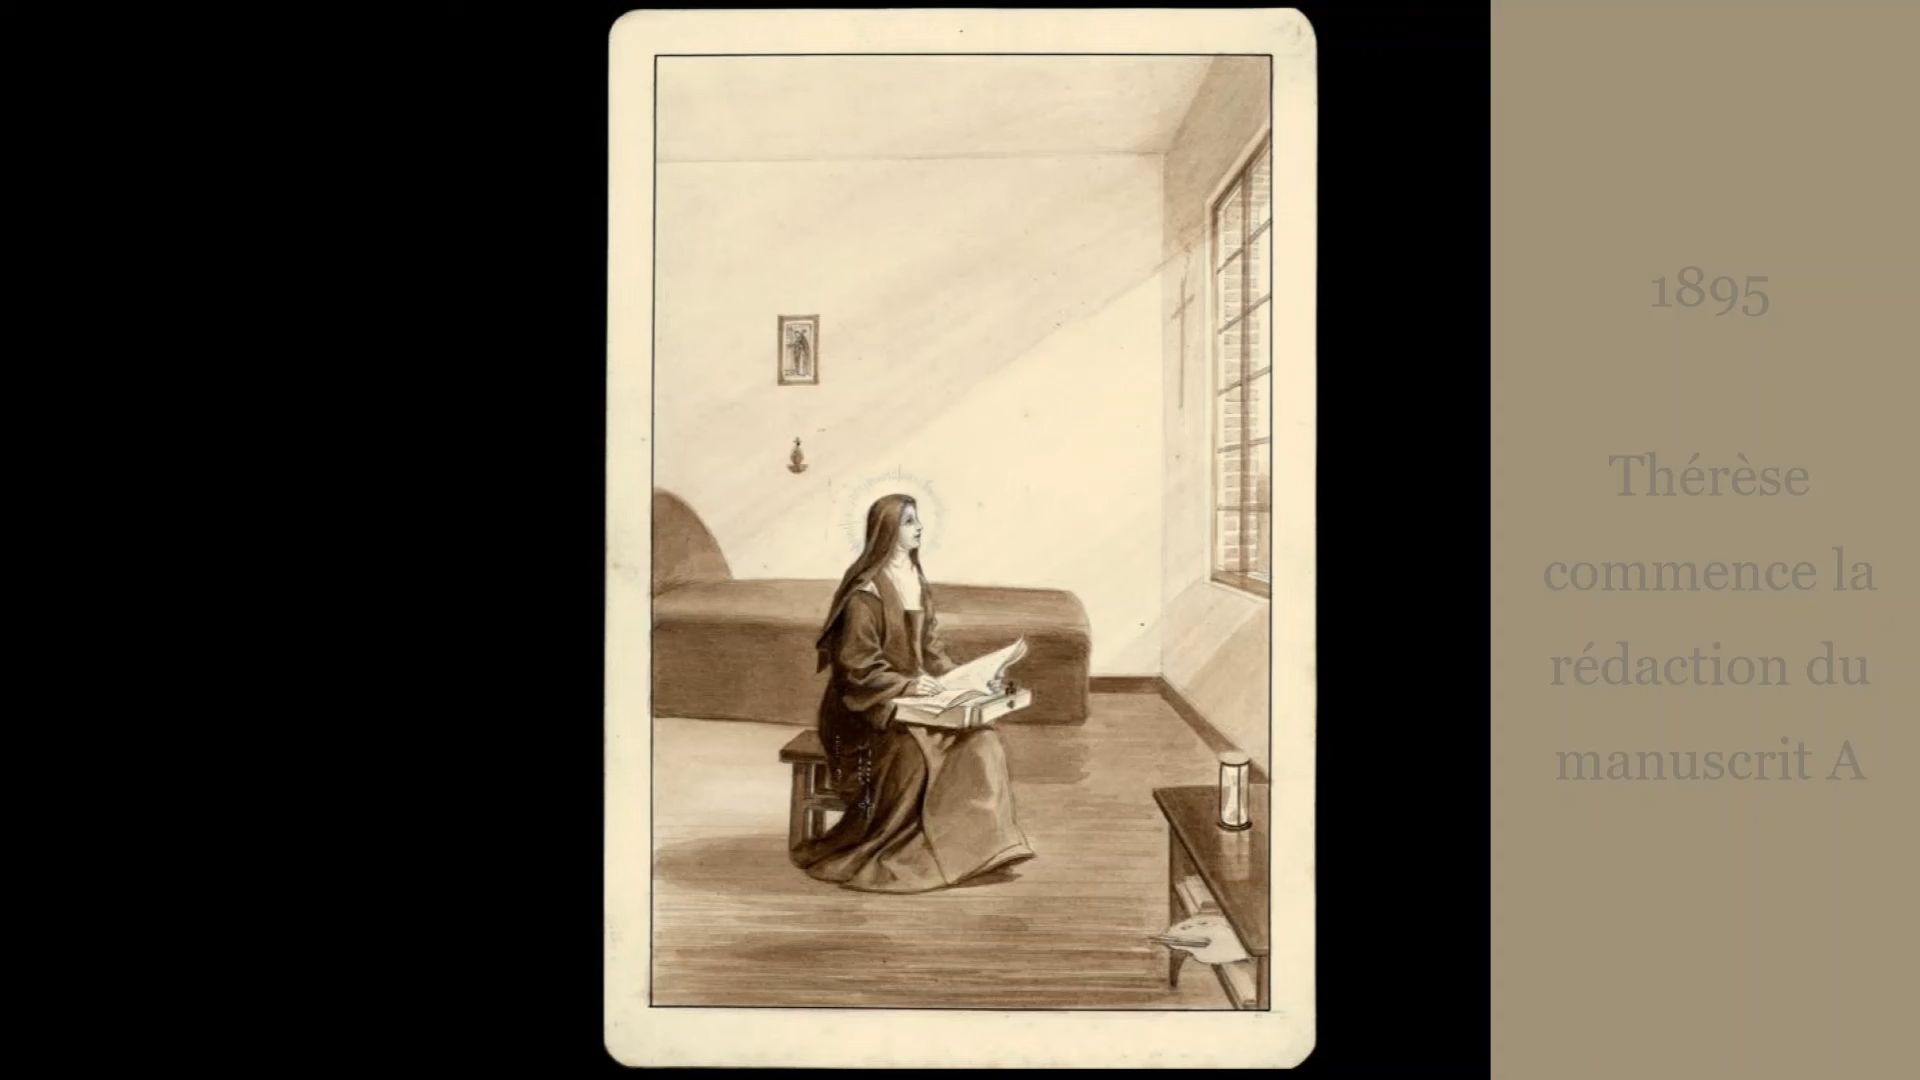 1895
Thérèse
commence la
rédaction du
manuscrit A